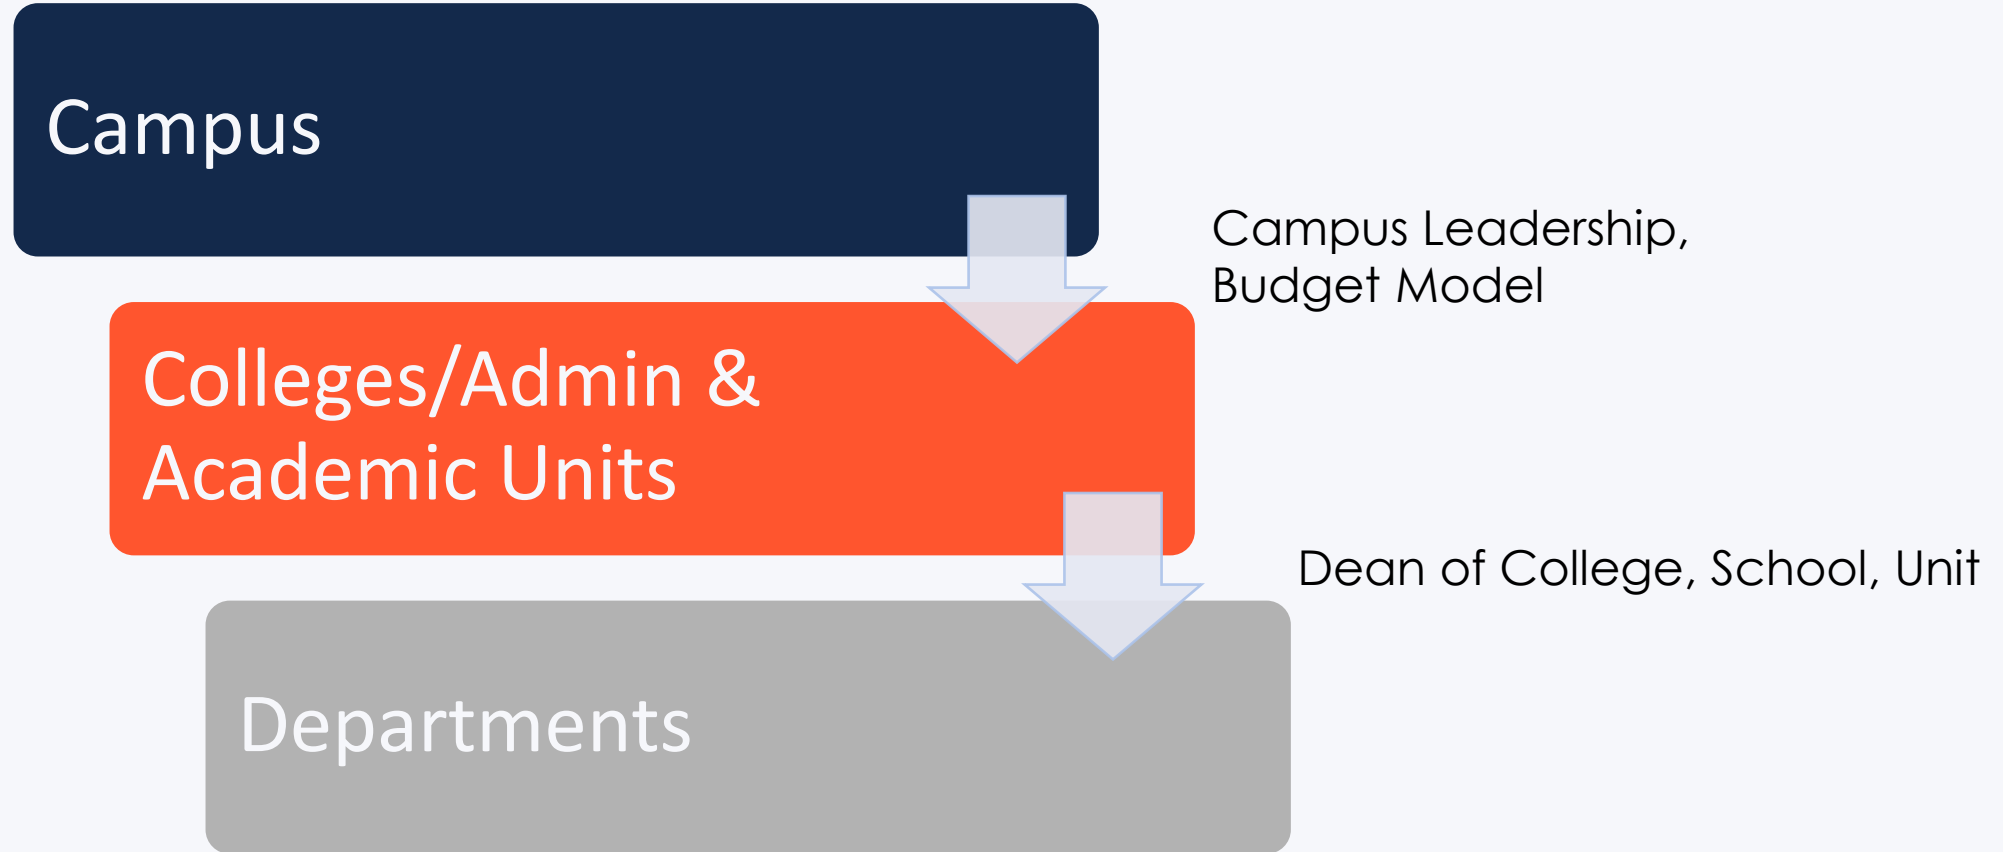 Campus
Campus Leadership,
Budget Model
Colleges/Admin &
Academic Units
Dean of College, School, Unit
Departments